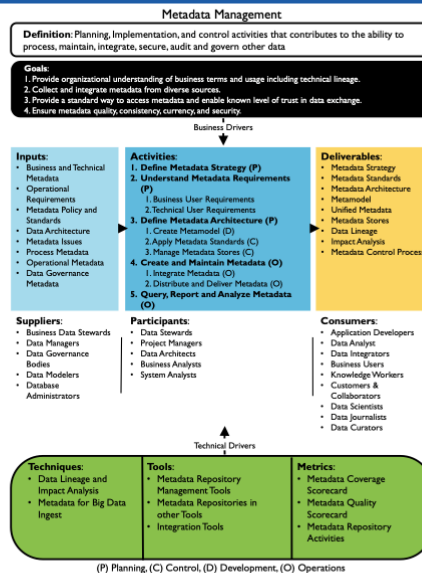 Metadata Management
Definition: Planning, Implementation, and control activities that contributes to the ability to
process, maintain, integrate, secure, audit and govern other data
Goals:
1. Provide organizational understanding of business terms and usage including technical lineage.
2. Collect and integrate metadata from diverse sources.
3. Provide a standard way to access metadata and enable known level of trust in data exchange.
4. Ensure metadata quality, consistency, currency, and security.
Business Drivers
Inputs:
• Business and Technical
Metadata
• Operational
Requirements
• Metadata Policy and
Standards
• Data Architecture
• Metadata Issues
• Process Metadata
• Operational Metadata
• Data Governance
Metadata
Activities:
1. Define Metadata Strategy (P)
2. Understand Metadata Requirements
(P)
1. Business User Requirements
2. Technical User Requirements
3. Define Metadata Architecture (P)
1. Create Metamodel (D)
2. Apply Metadata Standards (C)
3. Manage Metadata Stores (C)
4. Create and Maintain Metadata (O)
1. Integrate Metadata (O)
2. Distribute and Deliver Metadata (O)
5. Query, Report and Analyze Metadata
(O)
Deliverables:
• Metadata Strategy
• Metadata Standards
• Metadata Architecture
• Metamodel
• Unified Metadata
• Metadata Stores
• Data Lineage
• Impact Analysis
• Metadata Control Process
Suppliers:
• Business Data Stewards
• Data Managers
• Data Governance
Bodies
• Data Modelers
• Database
Administrators
Participants:
• Data Stewards
• Project Managers
• Data Architects
• Business Analysts
• System Analysts
Consumers:
• Application Developers
• Data Analyst
• Data Integrators
• Business Users
• Knowledge Workers
• Customers &
Collaborators
• Data Scientists
• Data Journalists
• Data Curators
Technical Drivers
Techniques:
• Data Lineage and
Impact Analysis
• Metadata for Big Data
Ingest
Tools:
• Metadata Repository
Management Tools
• Metadata Repositories in
other Tools
• Integration Tools
Metrics:
• Metadata Coverage
Scorecard
• Metadata Quality
Scorecard
• Metadata Repository
Activities
(P) Planning, (C) Control, (D) Development, (O) Operations